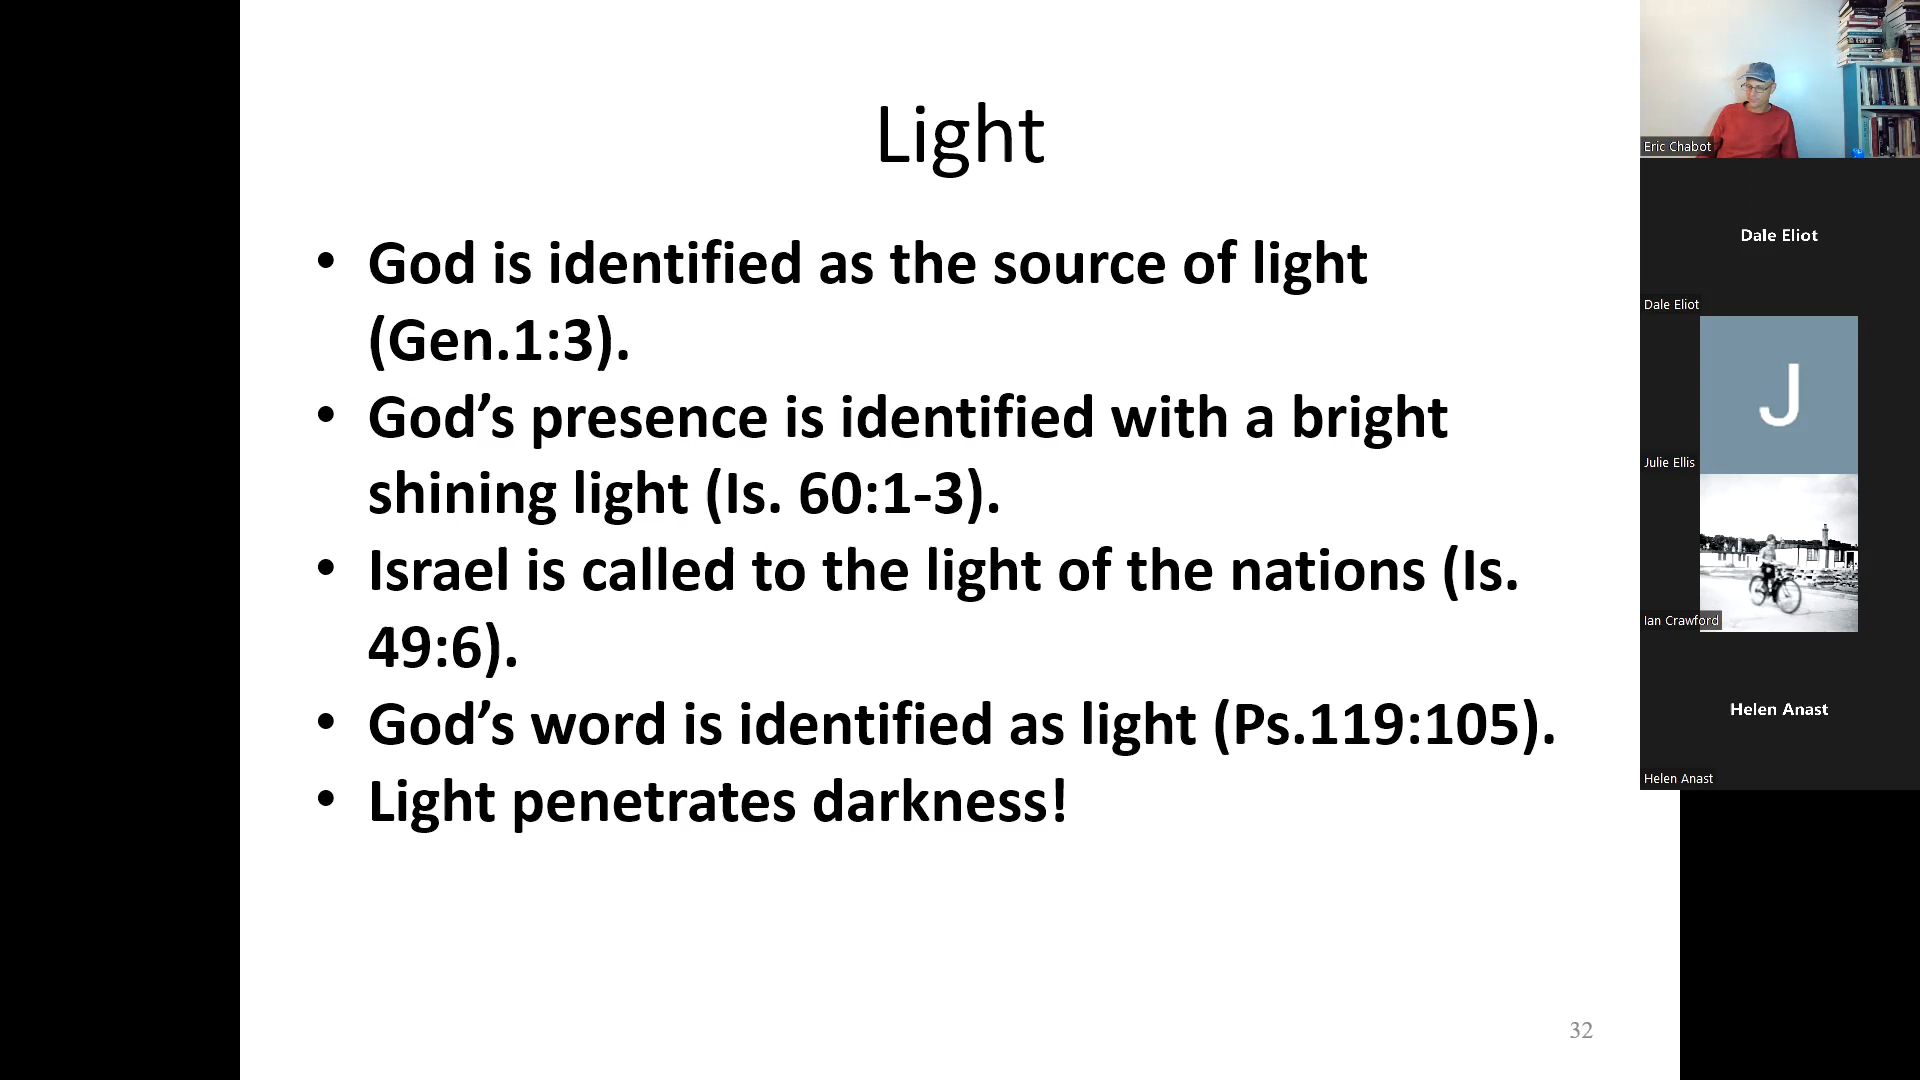 Light
• God is identified as the source of light
(Gen.1:3).
• God’s presence is identified with a bright
shining light (Is. 60:1-3).
• Israel is called to the light of the nations (Is.
49:6).
• God’s word is identified as light (Ps.119:105).
• Light penetrates darkness!
32
Eric Chabot
Dale Eliot
Dale Eliot
J
Julie Ellis
Ian Crawford
Helen Anast
Helen Anast